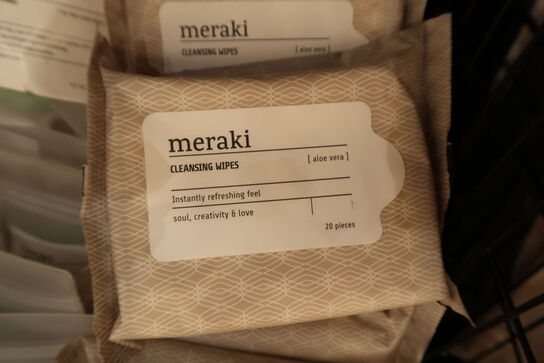 meraki
CLEANSING WIPES
[ aloe vera ]
meraki
CLEANSING WIPES
[ aloe vera ]
Instantly refreshing feel
soul, creativity & love
20 pieces